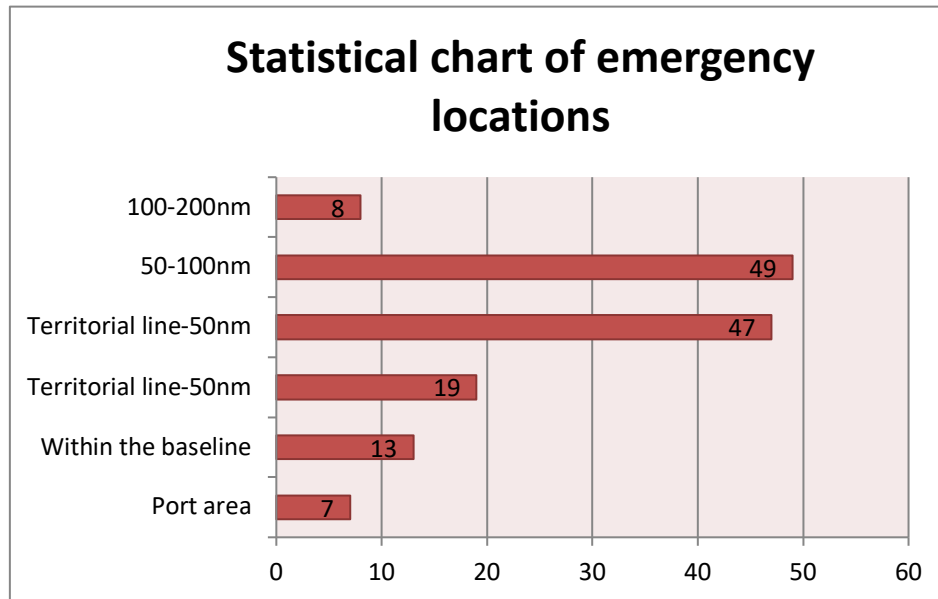 Statistical chart of emergency
locations
100-200nm
8
50-100nm
49
Territorial line-50nm
47
Territorial line-50nm
19
Within the baseline
13
Port area
7
0 10 20 30 40 50 60